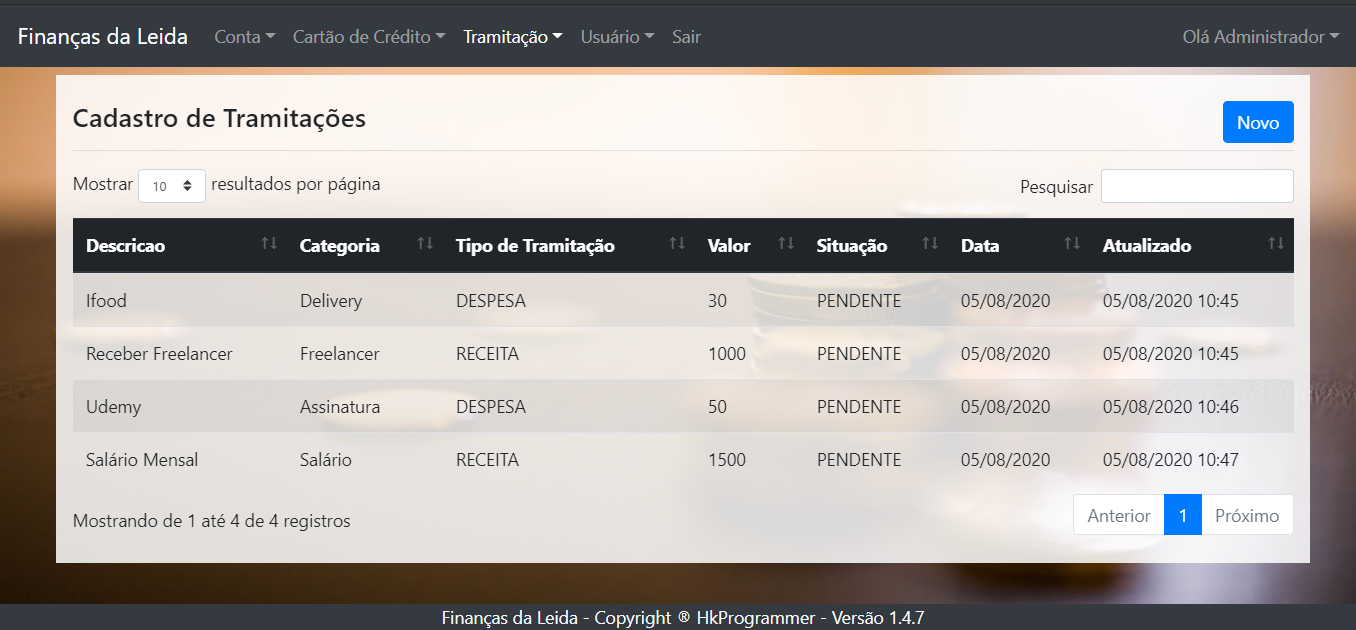 Finanças da Leida Conta Cartão de Crédito Tramitação Usuário Sair Olá Administrador
Cadastro de Tramitações Novo
Mostrar 10 resultados por página Pesquisar
Descricao Categoria Tipo de Tramitação Valor Situação Data Atualizado
Ifood Delivery DESPESA 30 PENDENTE 05/08/2020 05/08/2020 10:45
Receber Freelancer Freelancer RECEITA 1000 PENDENTE 05/08/2020 05/08/2020 10:45
Udemy Assinatura DESPESA 50 PENDENTE 05/08/2020 05/08/2020 10:46
Salário Mensal Salário RECEITA 1500 PENDENTE 05/08/2020 05/08/2020 10:47
Mostrando de 1 até 4 de 4 registros Anterior 1 Próximo
Finanças da Leida - Copyright ® HkProgrammer - Versão 1.4.7